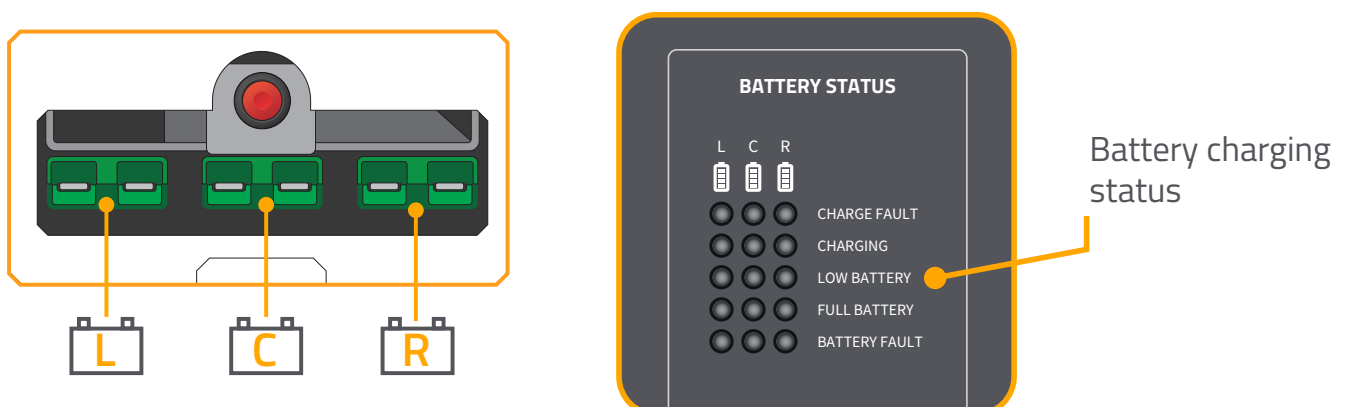 L
C
R
BATTERY STATUS
L C R
CHARGE FAULT
CHARGING
LOW BATTERY
FULL BATTERY
BATTERY FAULT
Battery charging
status